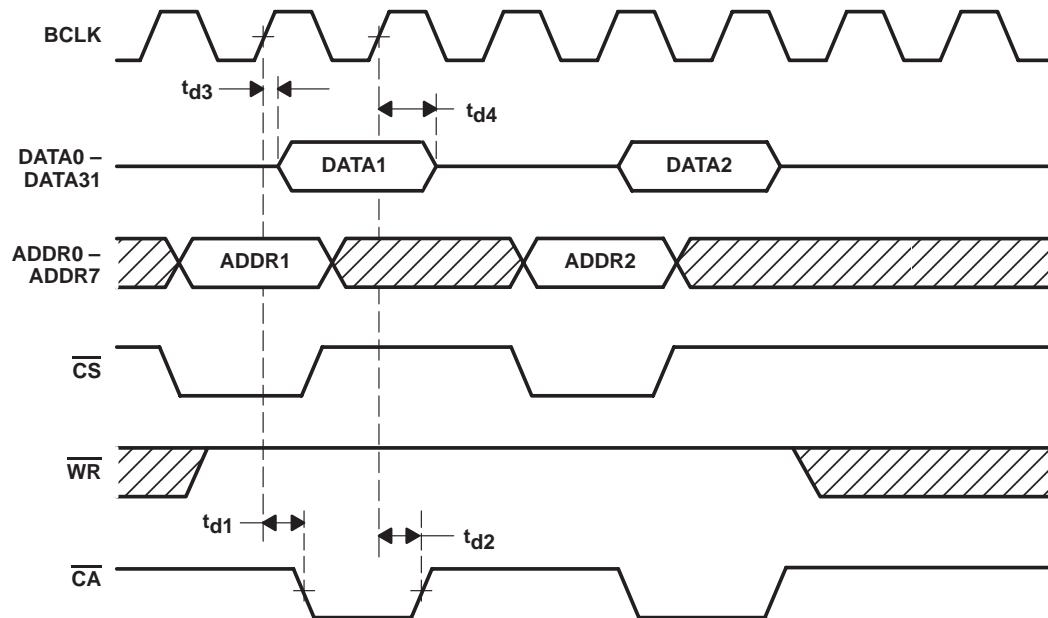 BCLK
td3
td4
DATA0 –
DATA31
DATA1
DATA2
ADDR0 –
ADDR7
ADDR1
ADDR2
CS
WR
td1
td2
CA